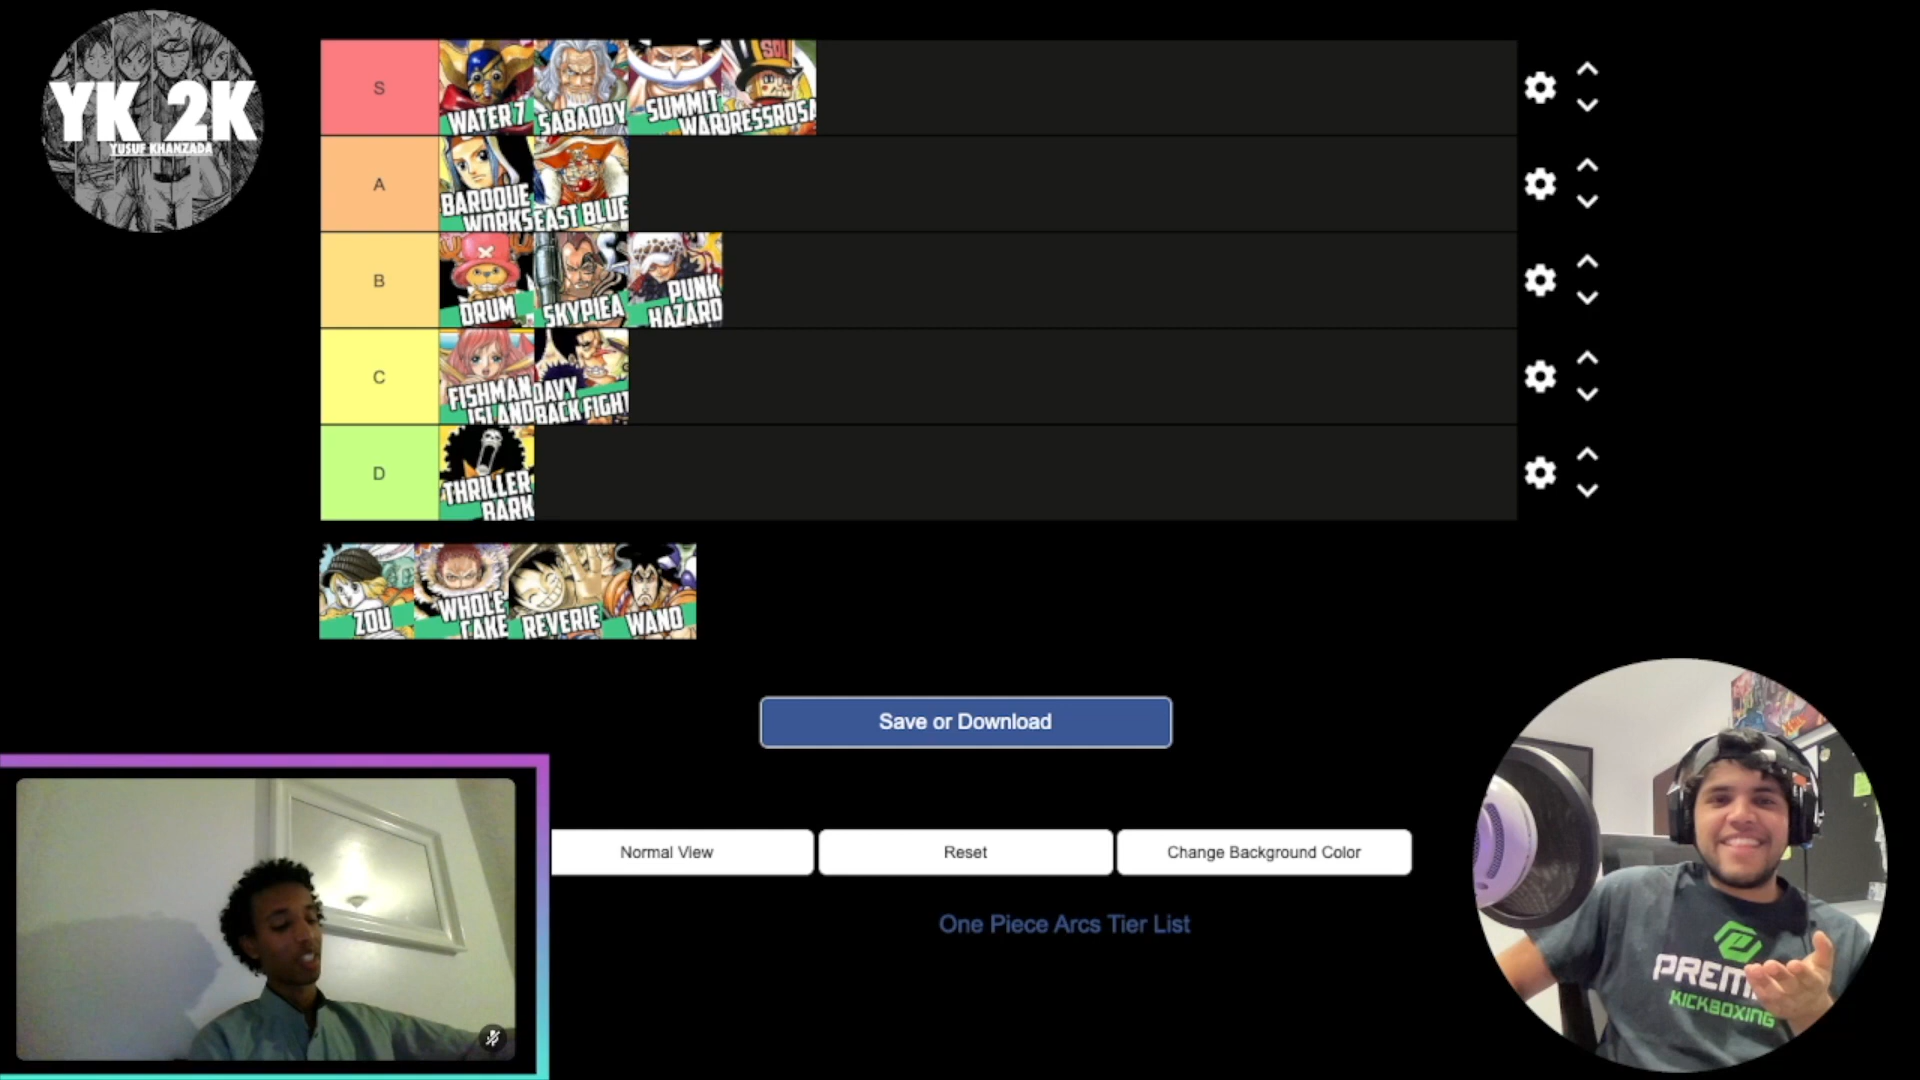 YK 2K
YUSUF KHANZADA
S
WATER 7
SABAODY
SUMMIT
WAR
DRESSROSA
A
BAROQUE
WORKS
EAST BLUE
B
DRUM
SKYPIEA
PUNK
HAZARD
C
FISHMAN
ISLAND
DAVY
BACK FIGHT
D
THRILLER
BARK
ZOU
WHOLE
CAKE
REVERIE
WANO
Save or Download
Normal View
Reset
Change Background Color
One Piece Arcs Tier List
KICKBOXING